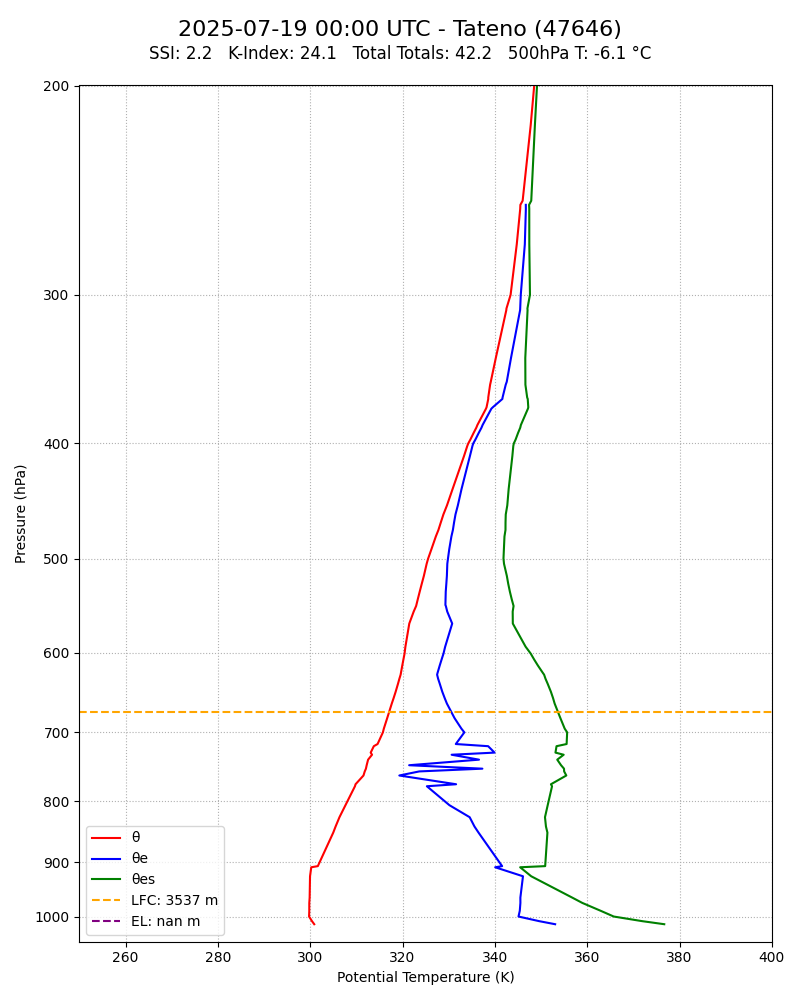 2025-07-19 00:00 UTC - Tateno (47646)
SSI: 2.2   K-Index: 24.1   Total Totals: 42.2   500hPa T: -6.1 °C
200
300
400
500
600
700
800
900
1000
Pressure (hPa)
θ
θe
θes
LFC: 3537 m
EL: nan m
260
280
300
320
340
360
380
400
Potential Temperature (K)